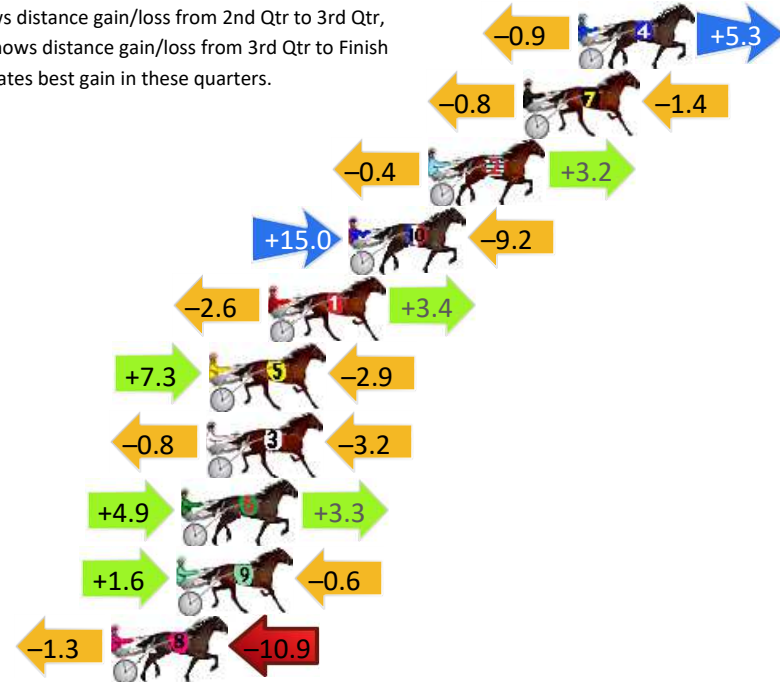 ws distance gain/loss from 2nd Qtr to 3rd Qtr,
hows distance gain/loss from 3rd Qtr to Finish
ates best gain in these quarters.
−0.9 4 +5.3
−0.8 7 −1.4
−0.4 2 +3.2
+15.0 10 −9.2
−2.6 1 +3.4
+7.3 5 −2.9
−0.8 3 −3.2
+4.9 6 +3.3
+1.6 9 −0.6
−1.3 8 −10.9